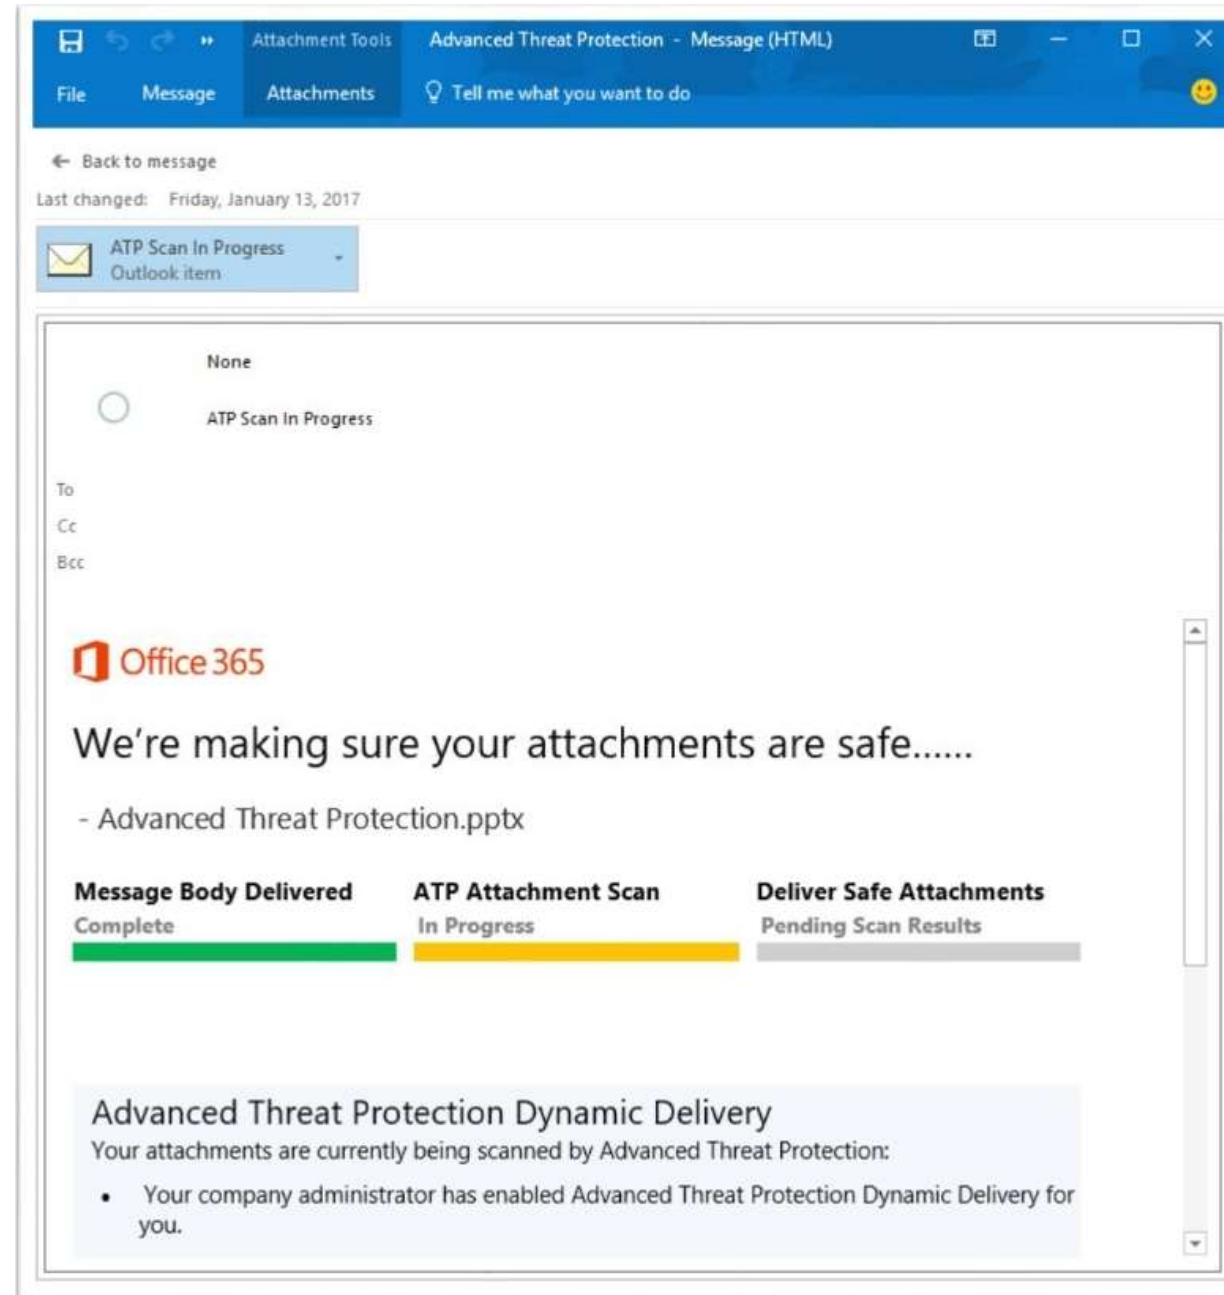 Attachment Tools Advanced Threat Protection - Message (HTML)
File Message Attachments Tell me what you want to do
Back to message
Last changed: Friday, January 13, 2017
ATP Scan In Progress
Outlook item
None
ATP Scan In Progress
To
Cc
Bcc
Office 365
We're making sure your attachments are safe......
- Advanced Threat Protection.pptx
Message Body Delivered ATP Attachment Scan Deliver Safe Attachments
Complete In Progress Pending Scan Results
Advanced Threat Protection Dynamic Delivery
Your attachments are currently being scanned by Advanced Threat Protection:
• Your company administrator has enabled Advanced Threat Protection Dynamic Delivery for
you.